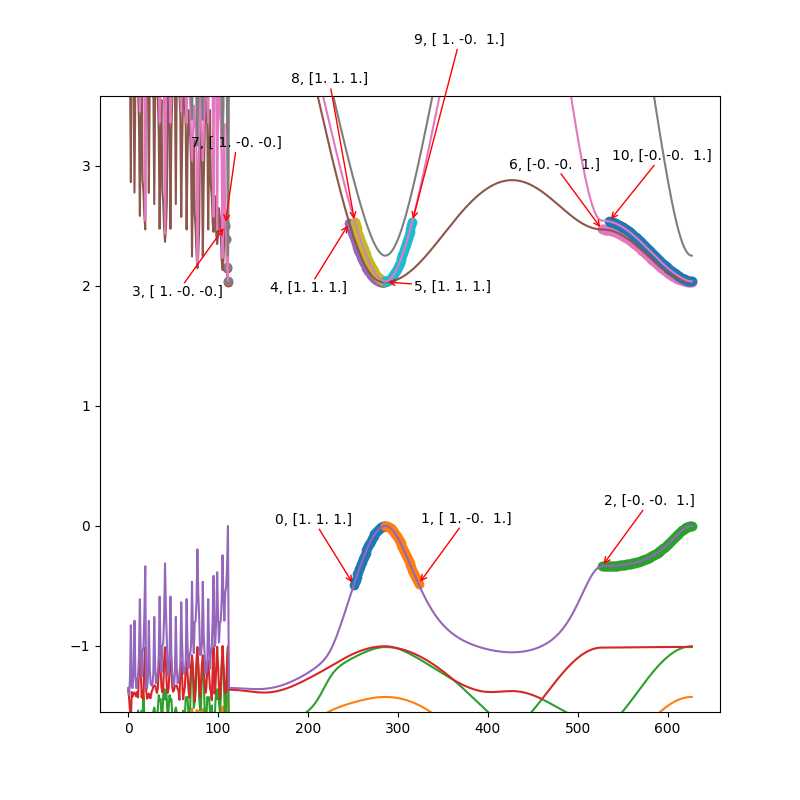 9, [ 1. -0.  1.]
8, [1. 1. 1.]
7, [ 1. -0. -0.]
6, [-0. -0.  1.]
10, [-0. -0.  1.]
3, [ 1. -0. -0.]
4, [1. 1. 1.]
5, [1. 1. 1.]
0, [1. 1. 1.]
1, [ 1. -0.  1.]
2, [-0. -0.  1.]
3
2
1
0
−1
0 100 200 300 400 500 600